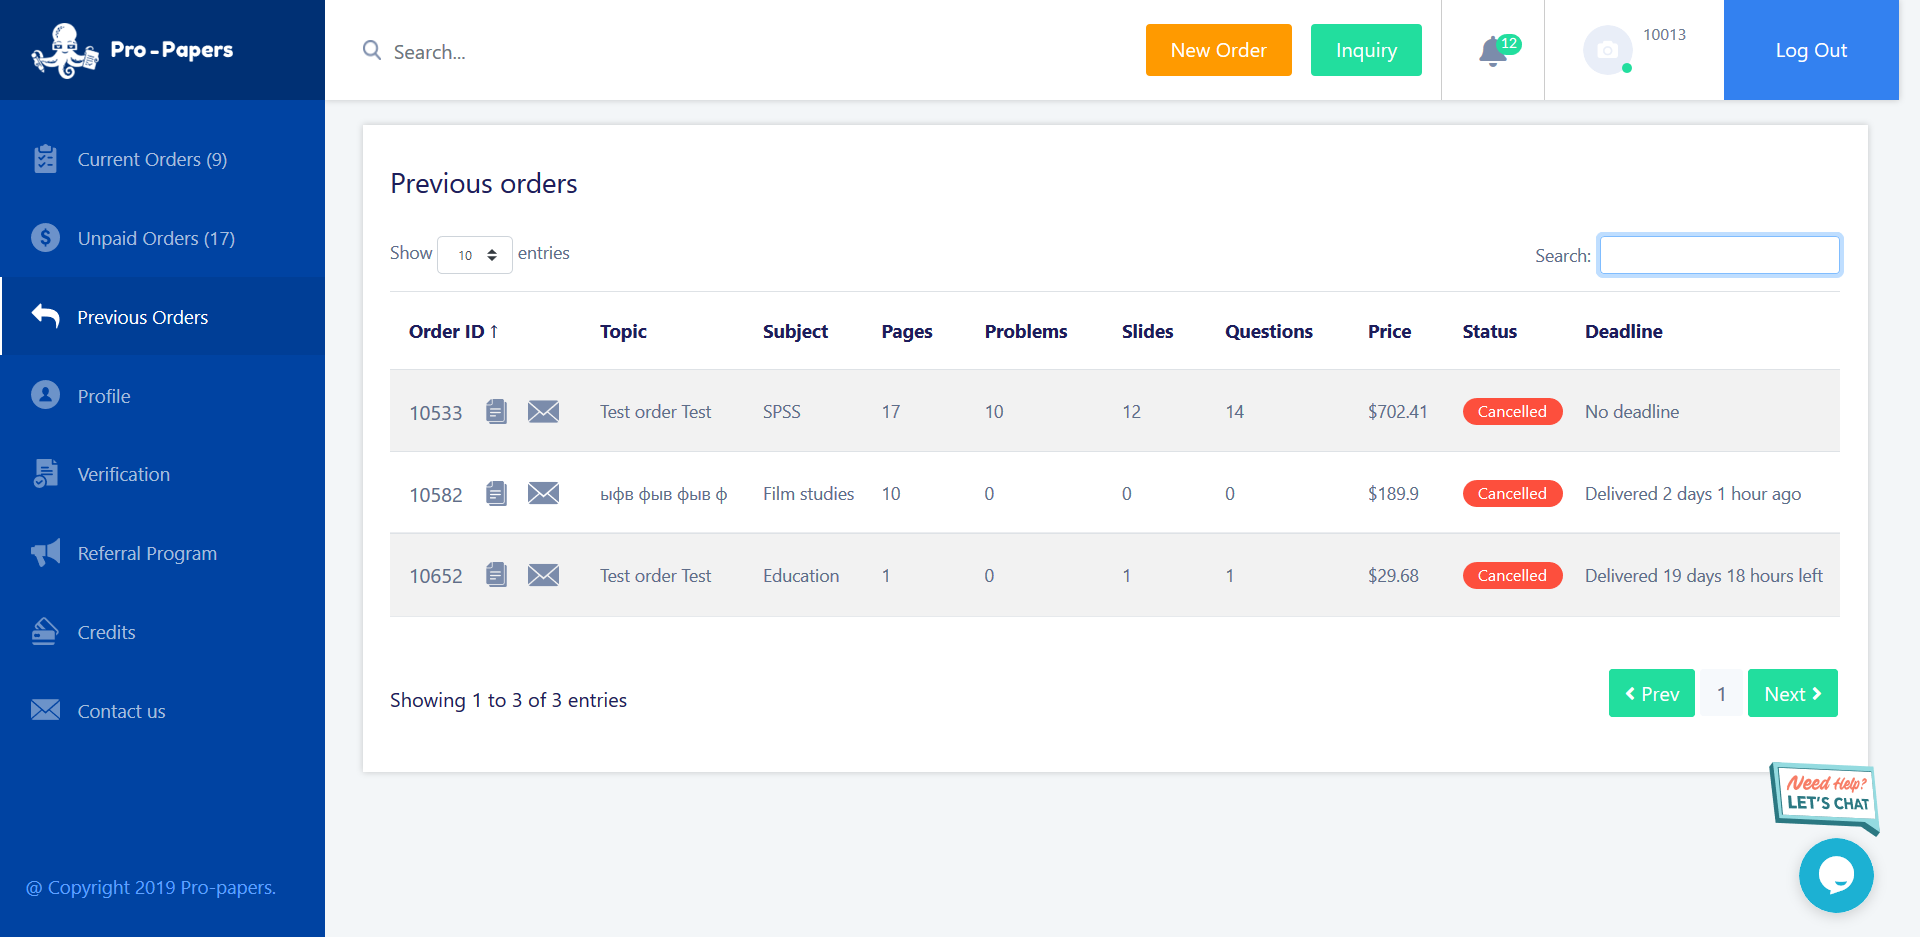 Pro-Papers
Search...
New Order
Inquiry
12
10013
Log Out
Current Orders (9)
Unpaid Orders (17)
Previous Orders
Profile
Verification
Referral Program
Credits
Contact us
@ Copyright 2019 Pro-papers.
Previous orders
Show 10 entries
Search:
Order ID ↑ Topic Subject Pages Problems Slides Questions Price Status Deadline
10533 Test order Test SPSS 17 10 12 14 $702.41 Cancelled No deadline
10582 ыфв фыв фыв ф Film studies 10 0 0 0 $189.9 Cancelled Delivered 2 days 1 hour ago
10652 Test order Test Education 1 0 1 1 $29.68 Cancelled Delivered 19 days 18 hours left
Showing 1 to 3 of 3 entries
Prev 1 Next
Need Help?
LET'S CHAT